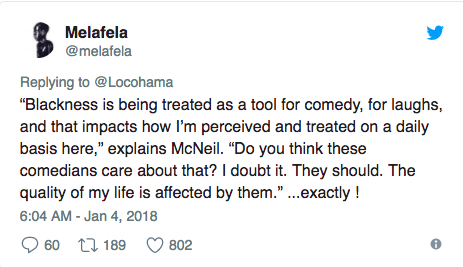 Melafela
@melafela
Replying to @Locohama
“Blackness is being treated as a tool for comedy, for laughs,
and that impacts how I’m perceived and treated on a daily
basis here,” explains McNeil. “Do you think these
comedians care about that? I doubt it. They should. The
quality of my life is affected by them.” ...exactly !
6:04 AM - Jan 4, 2018
60 189 802